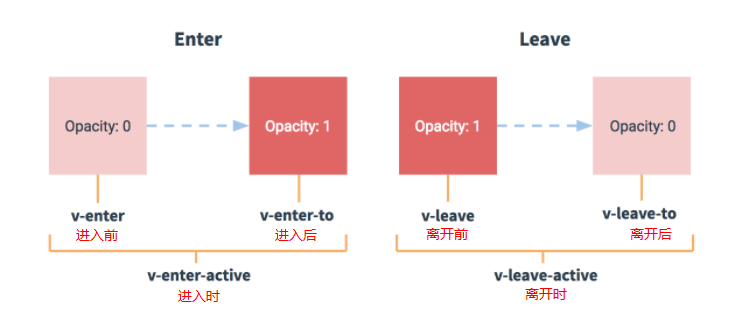 Enter
Leave
Opacity: 0
Opacity: 1
Opacity: 1
Opacity: 0
v-enter
v-enter-to
v-leave
v-leave-to
进入前
进入后
离开前
离开后
v-enter-active
v-leave-active
进入时
离开时